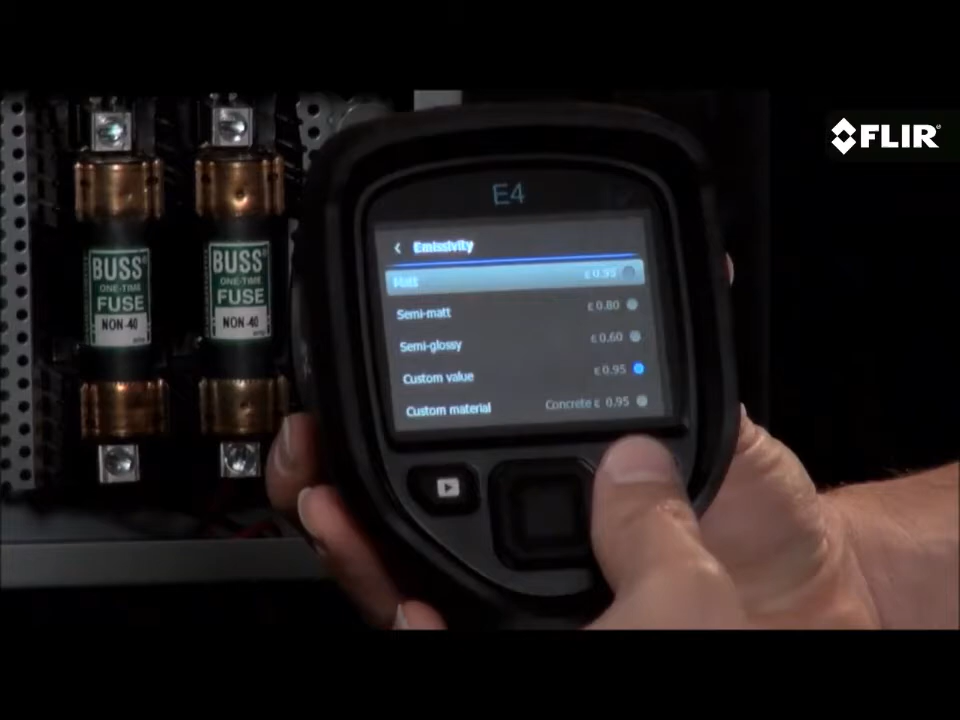 FLIR®
E4
< Emissivity
Matt ε 0.95
Semi-matt ε 0.80
Semi-glossy ε 0.60
Custom value ε 0.95
Custom material Concrete ε 0.95
BUSS®
ONE-TIME
FUSE
NON-40
BUSS®
ONE-TIME
FUSE
NON-40